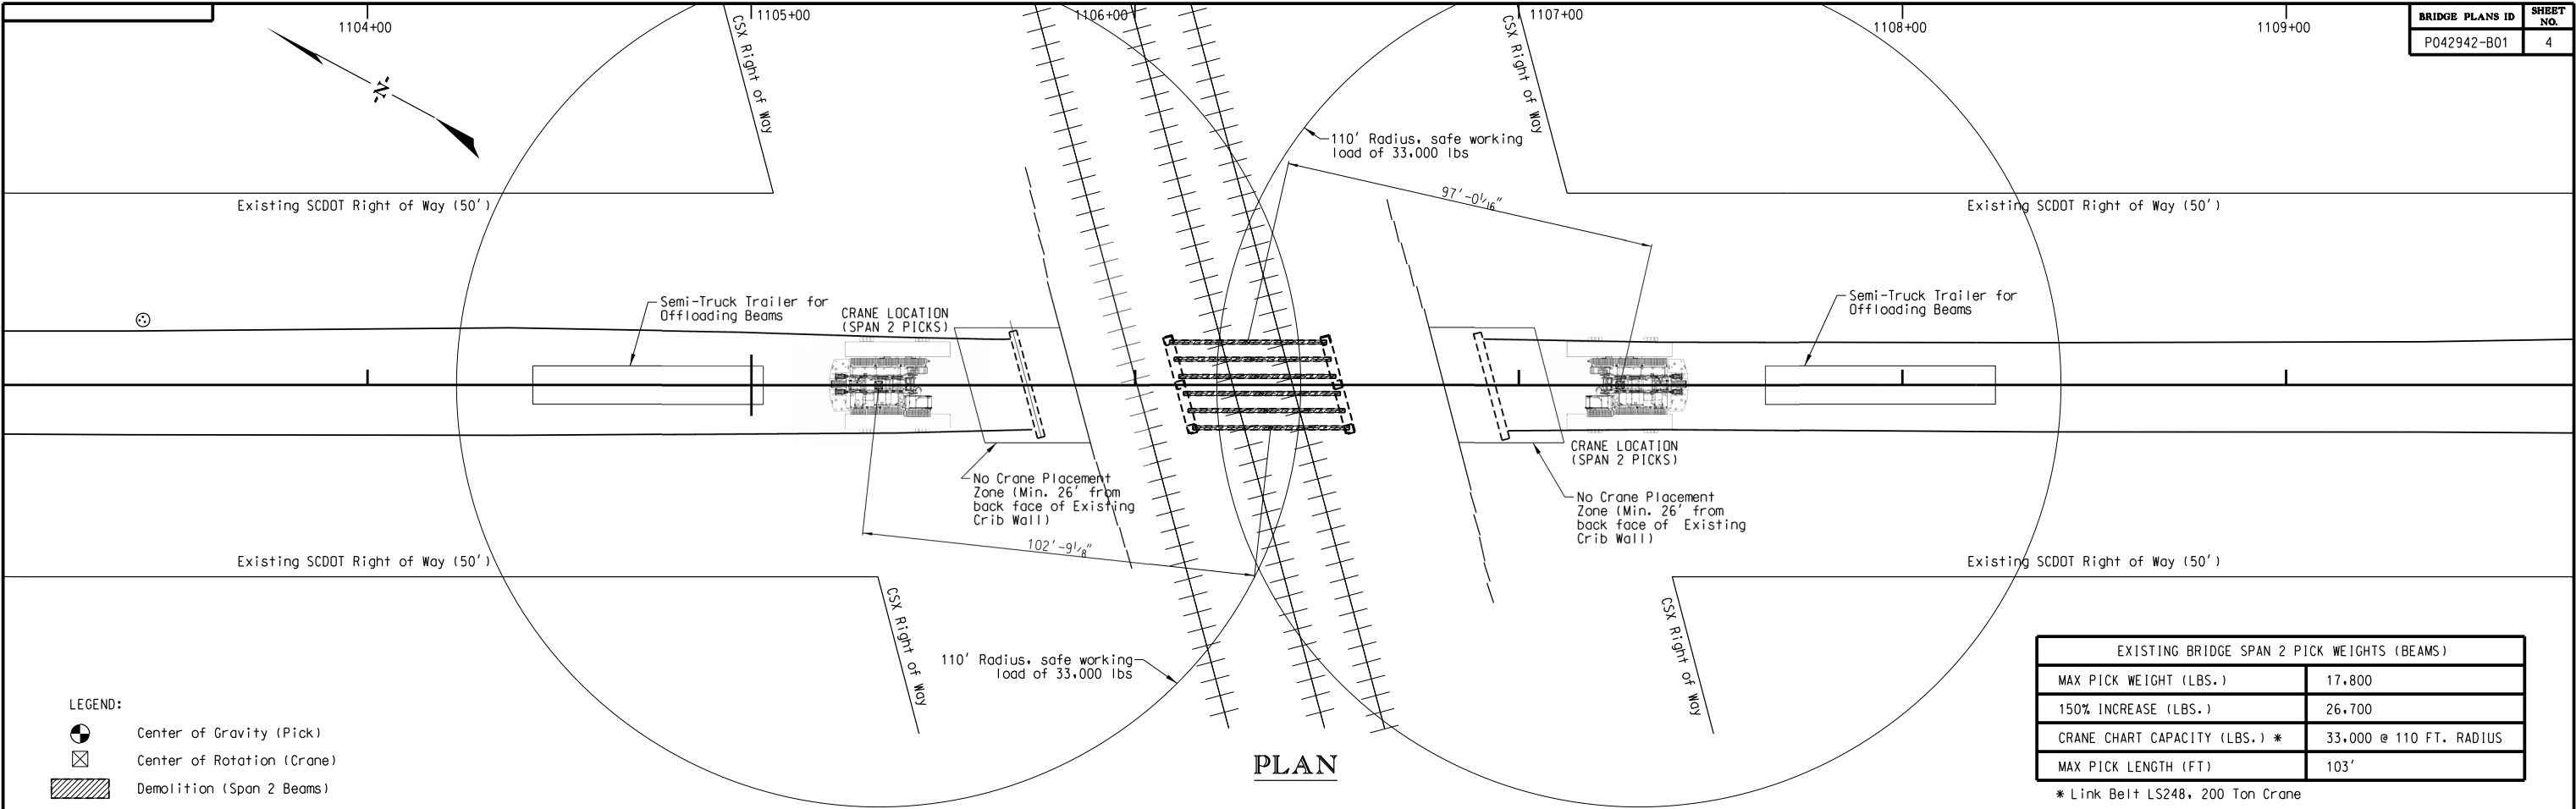 1104+00
1105+00
1106+00
1107+00
1108+00
1109+00
BRIDGE PLANS ID
SHEET
NO.
P042942-B01
4
-N-
CSX Right of Way
CSX Right of Way
110' Radius, safe working
load of 33,000 lbs
97'-0 1/16"
Existing SCDOT Right of Way (50')
Existing SCDOT Right of Way (50')
Semi-Truck Trailer for
Offloading Beams
CRANE LOCATION
(SPAN 2 PICKS)
Semi-Truck Trailer for
Offloading Beams
CRANE LOCATION
(SPAN 2 PICKS)
No Crane Placement
Zone (Min. 26' from
back face of Existing
Crib Wall)
No Crane Placement
Zone (Min. 26' from
back face of Existing
Crib Wall)
102'-9 1/8"
Existing SCDOT Right of Way (50')
Existing SCDOT Right of Way (50')
CSX Right of Way
CSX Right of Way
110' Radius, safe working
load of 33,000 lbs
LEGEND:
Center of Gravity (Pick)
Center of Rotation (Crane)
Demolition (Span 2 Beams)
PLAN
EXISTING BRIDGE SPAN 2 PICK WEIGHTS (BEAMS)
MAX PICK WEIGHT (LBS.) 17,800
150% INCREASE (LBS.) 26,700
CRANE CHART CAPACITY (LBS.) * 33,000 @ 110 FT. RADIUS
MAX PICK LENGTH (FT) 103'
* Link Belt LS248, 200 Ton Crane